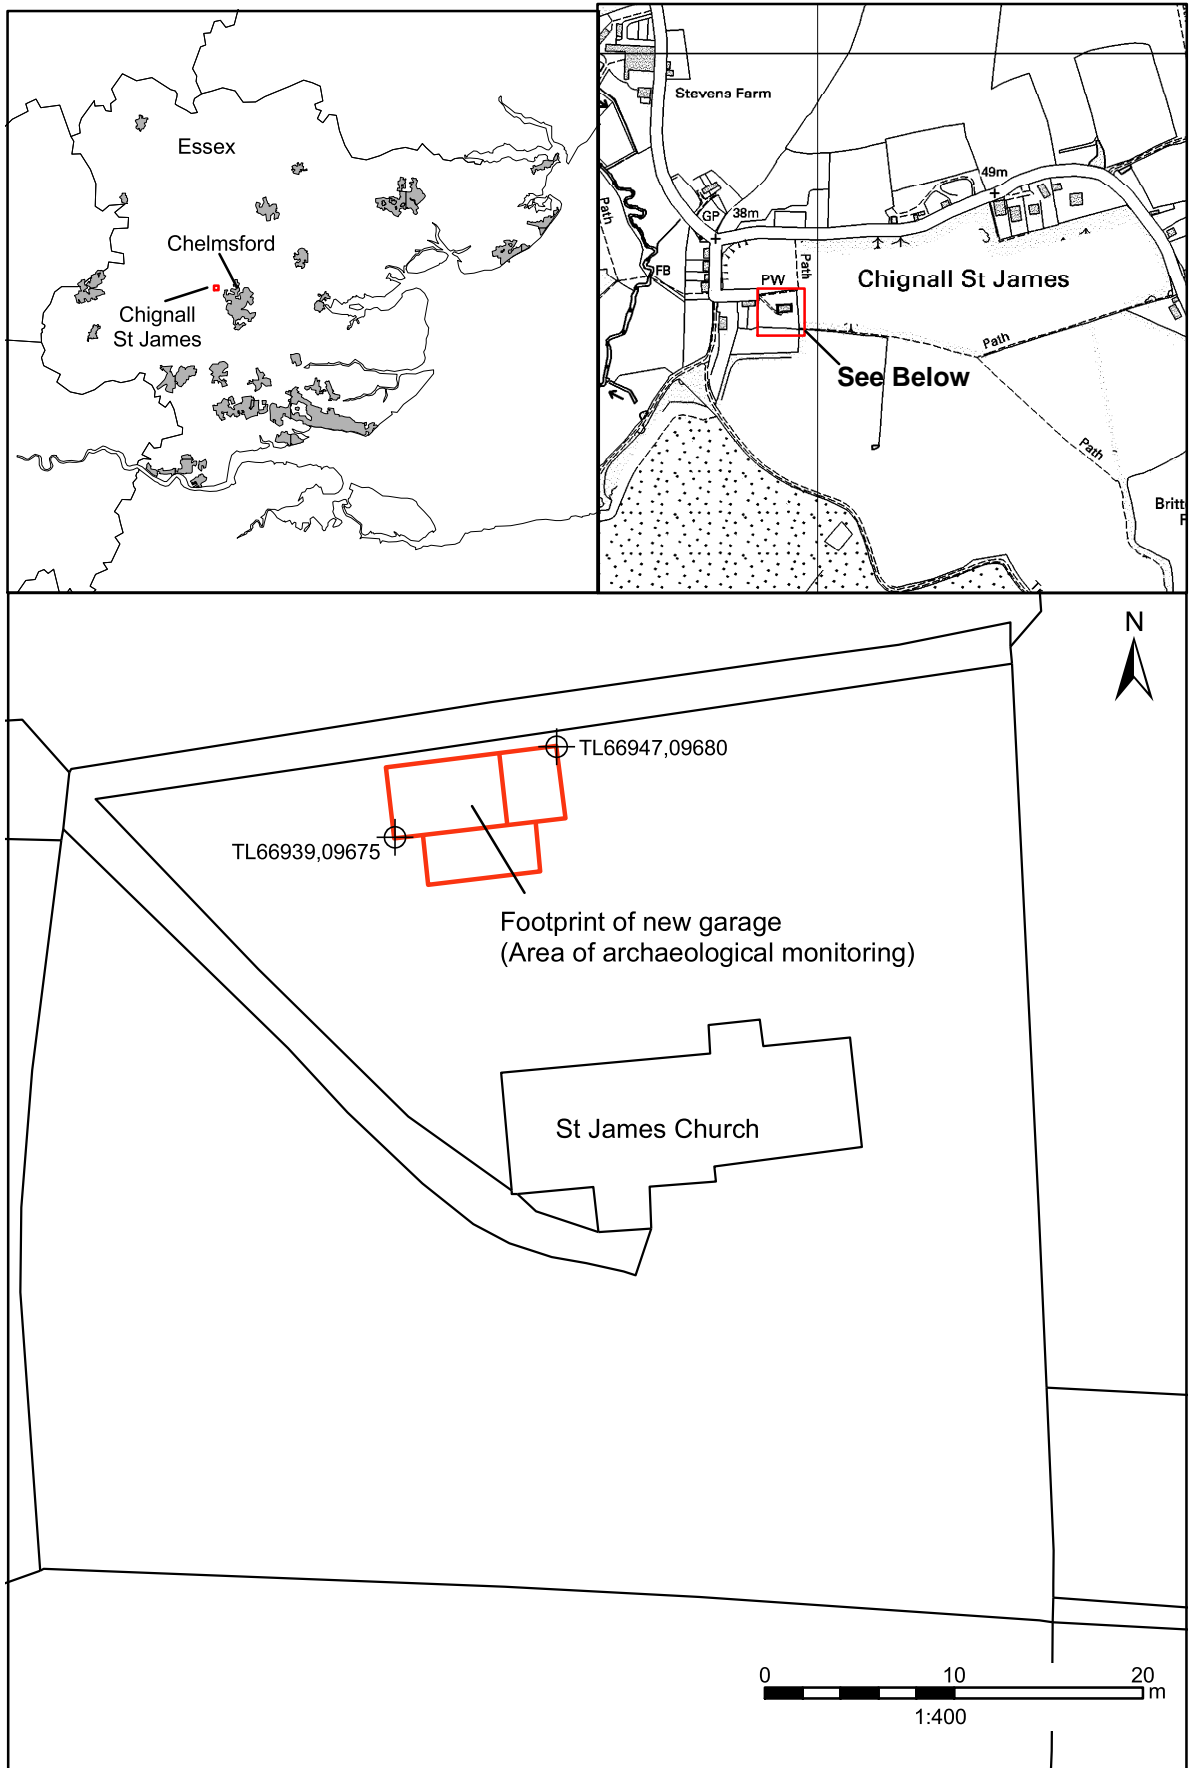 Essex
Chelmsford
Chignall
St James
Stevens Farm
49m
GP
38m
Path
FB
Path
PW
Chignall St James
Path
See Below
Path
N
TL66947,09680
TL66939,09675
Footprint of new garage
(Area of archaeological monitoring)
St James Church
0 10 20
m
1:400